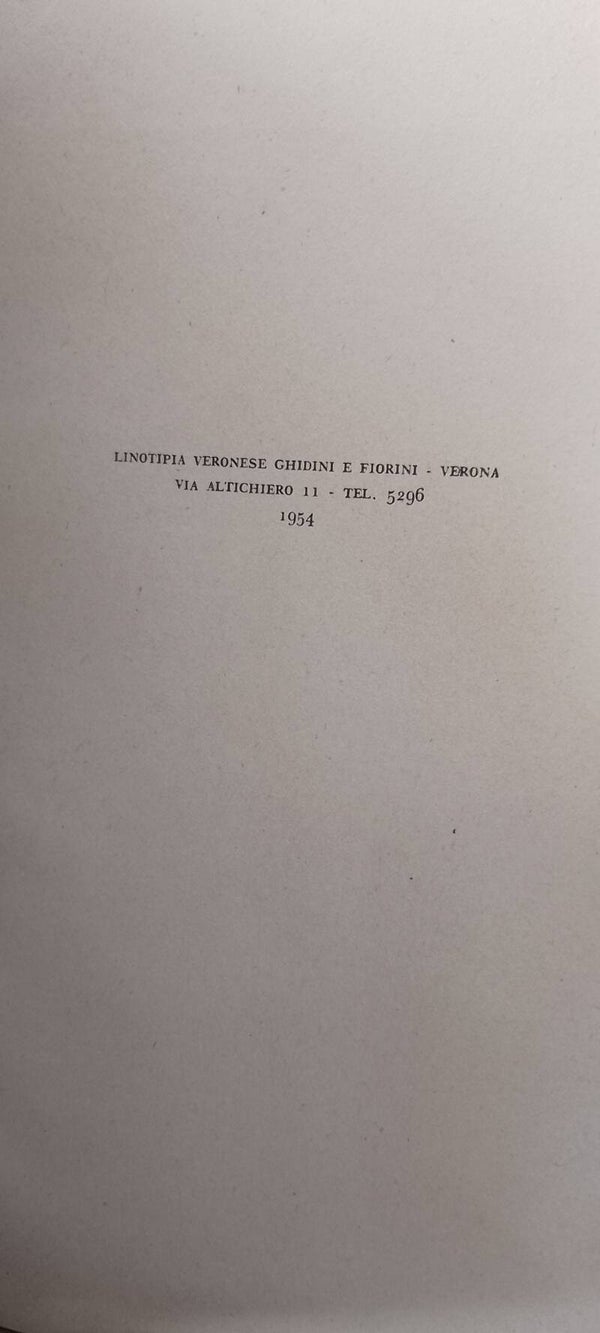 LINOTIPIA VERONESE GHIDINI E FIORINI - VERONA
VIA ALTICHIERO 11 - TEL. 5296
1954